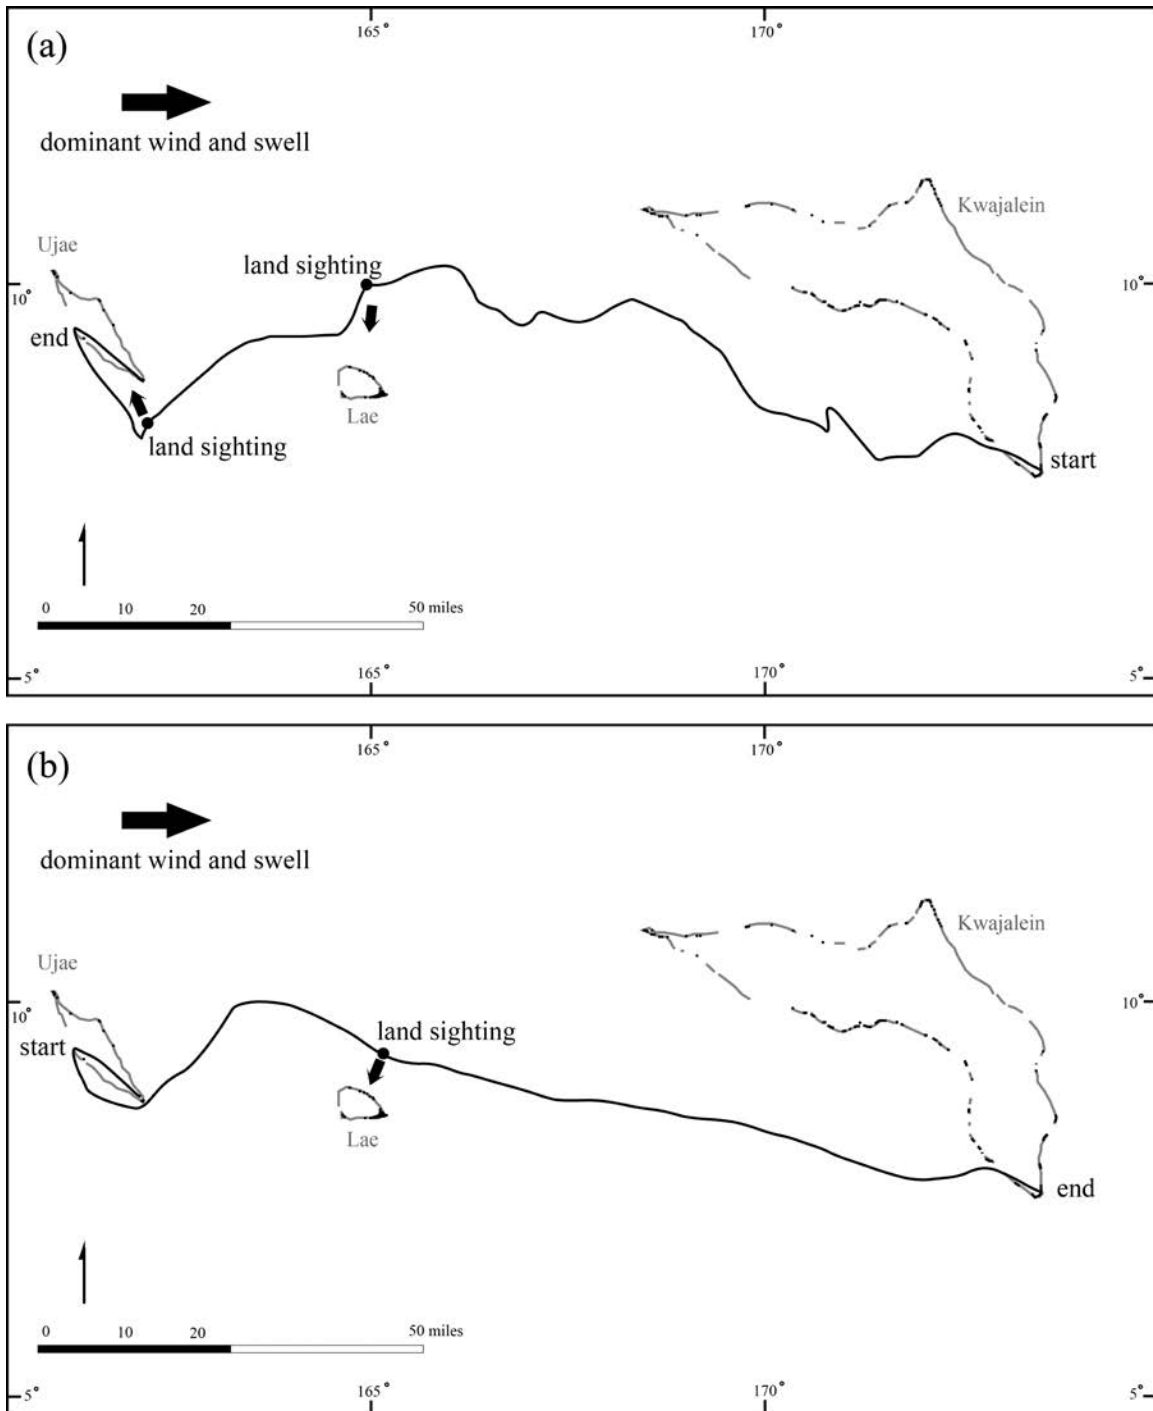 165°
170°
(a)
dominant wind and swell
Kwajalein
Ujae
land sighting
10°
10°
end
Lae
land sighting
start
0 10 20 50 miles
5°
165°
170°
5°
165°
170°
(b)
dominant wind and swell
Kwajalein
Ujae
10°
10°
land sighting
start
Lae
end
0 10 20 50 miles
5°
165°
170°
5°